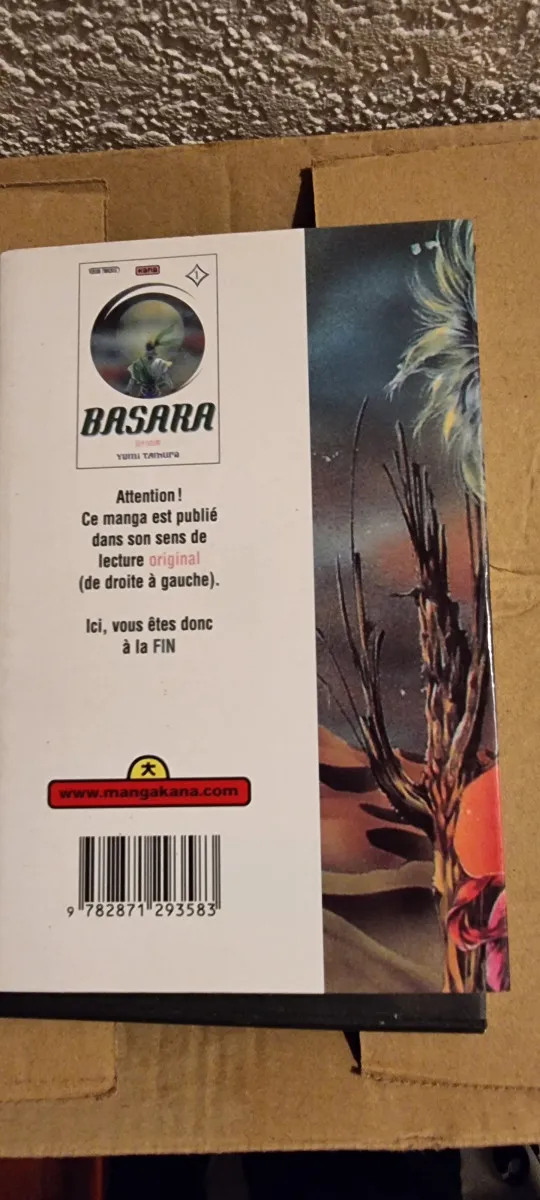 KANA
1
BASARA
YUMI TAMURA
Attention !
Ce manga est publié
dans son sens de
lecture original
(de droite à gauche).
Ici, vous êtes donc
à la FIN
大
www.mangakana.com
9 782871 293583